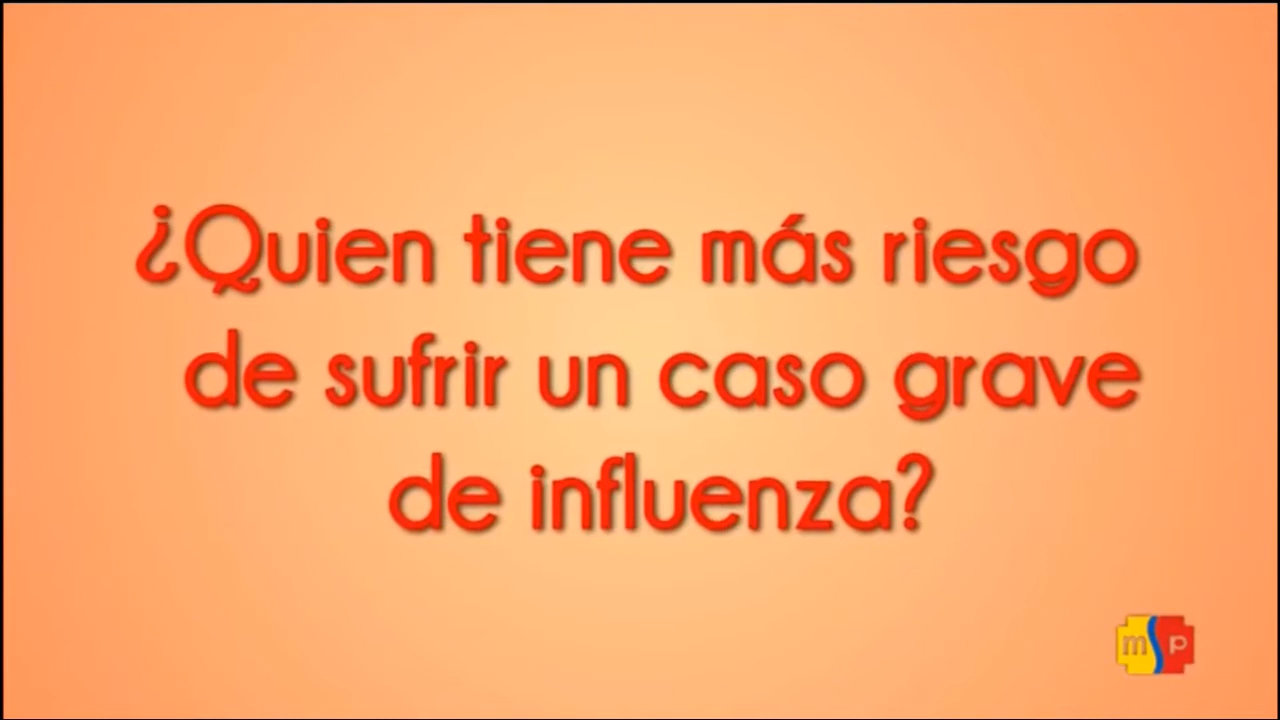 ¿Quien tiene más riesgo
de sufrir un caso grave
de influenza?
msp